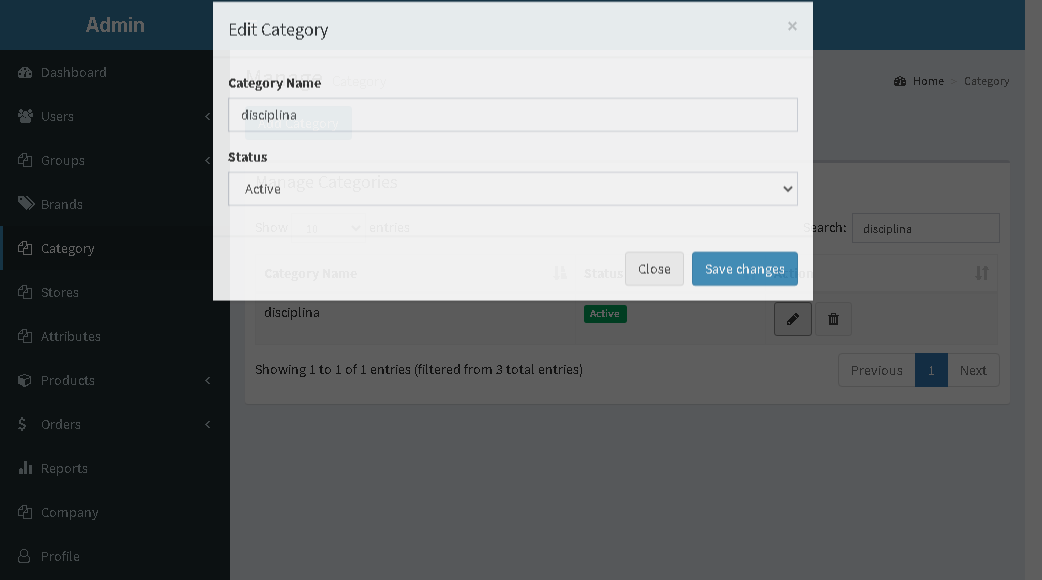 Admin
Edit Category ×
Dashboard
Users
Groups
Brands
Category
Stores
Attributes
Products
Orders
Reports
Company
Profile
Manage Category
Home > Category
Category Name
disciplina
Status
Active
Manage Categories
Show entries
Search: disciplina
Close Save changes
Category Name Status
disciplina Active
Showing 1 to 1 of 1 entries (filtered from 3 total entries)
Previous 1 Next